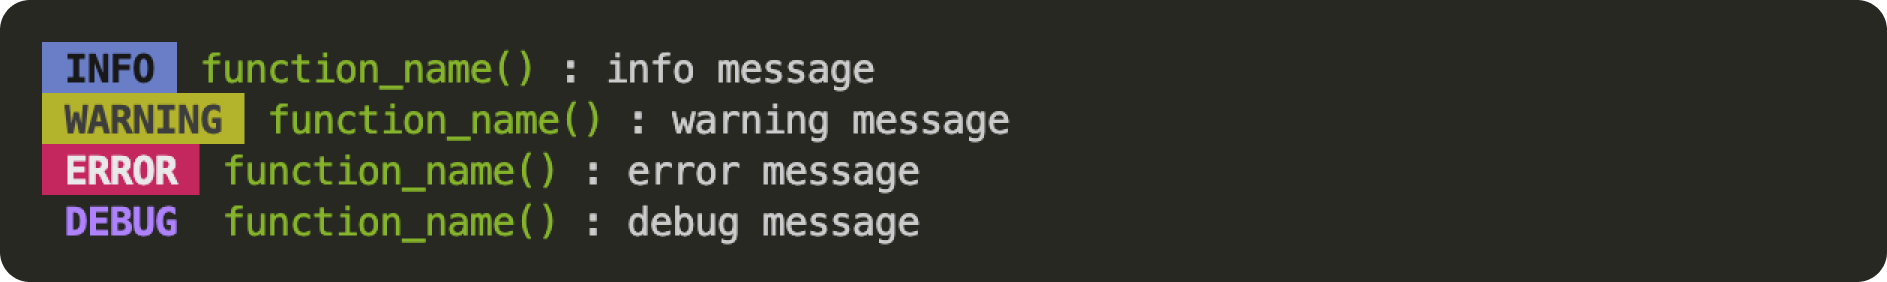 INFO function_name() : info message
WARNING function_name() : warning message
ERROR function_name() : error message
DEBUG function_name() : debug message